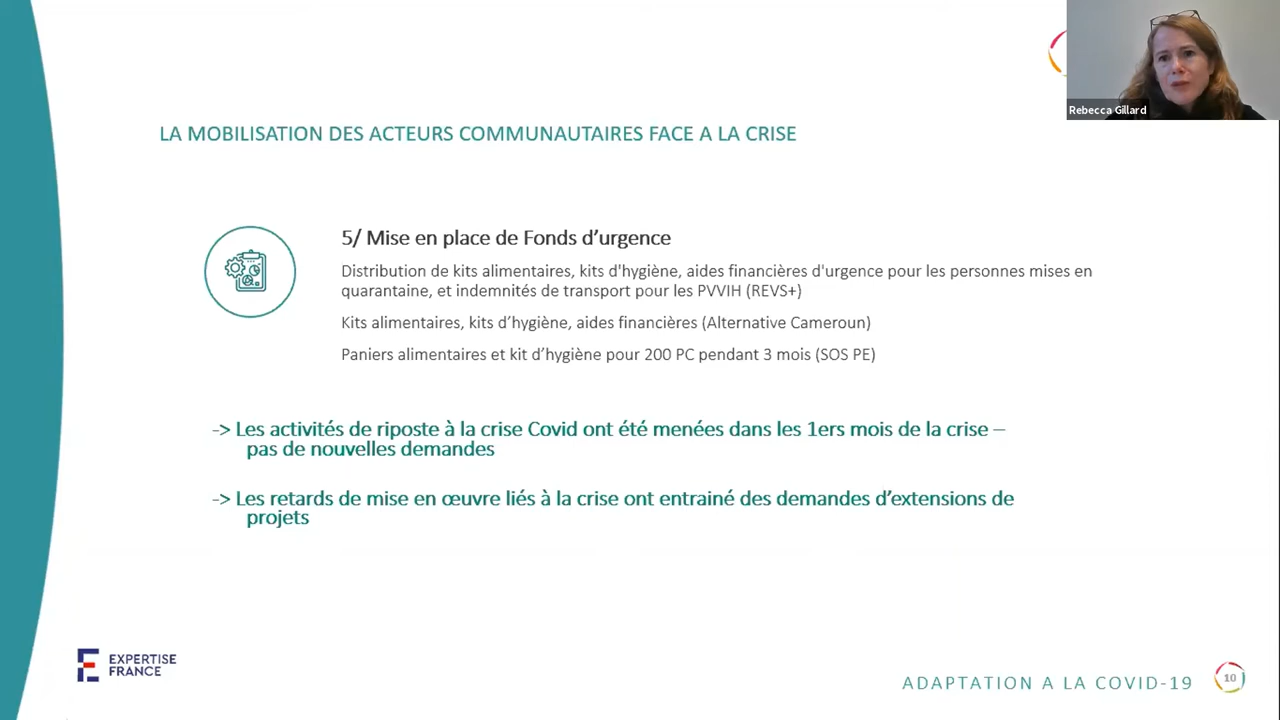 Rebecca Gillard
LA MOBILISATION DES ACTEURS COMMUNAUTAIRES FACE A LA CRISE
5/ Mise en place de Fonds d’urgence
Distribution de kits alimentaires, kits d'hygiène, aides financières d'urgence pour les personnes mises en
quarantaine, et indemnités de transport pour les PVVIH (REVS+)
Kits alimentaires, kits d’hygiène, aides financières (Alternative Cameroun)
Paniers alimentaires et kit d’hygiène pour 200 PC pendant 3 mois (SOS PE)
-> Les activités de riposte à la crise Covid ont été menées dans les 1ers mois de la crise –
pas de nouvelles demandes
-> Les retards de mise en œuvre liés à la crise ont entrainé des demandes d’extensions de
projets
EXPERTISE
FRANCE
ADAPTATION A LA COVID-19
10